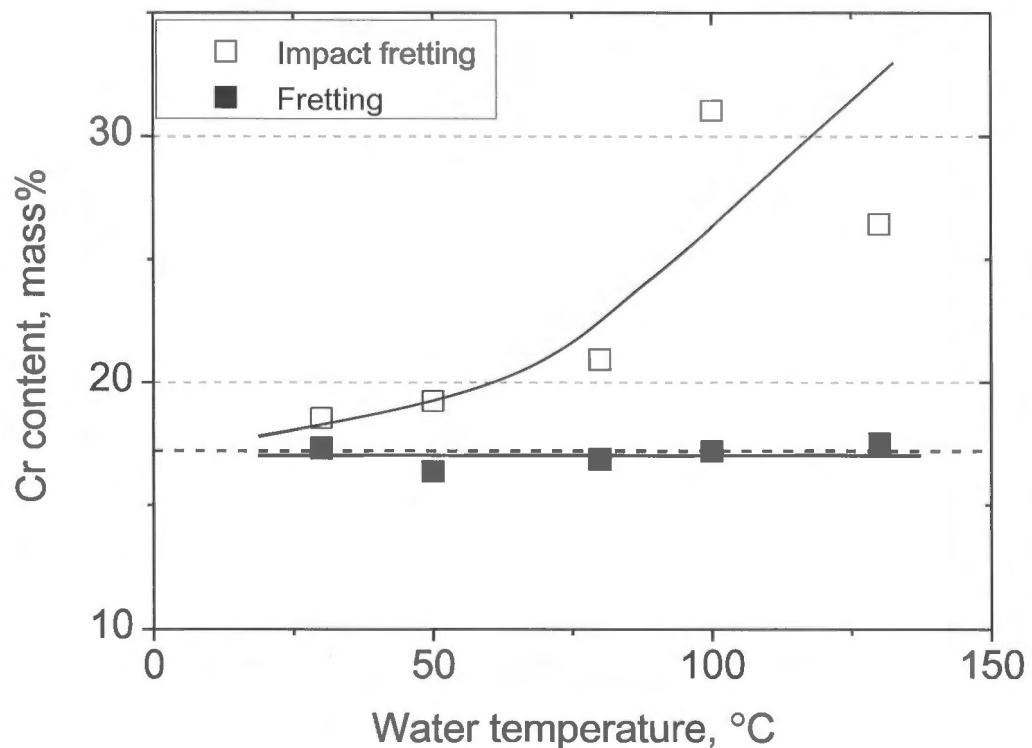 Impact fretting
Fretting
30
20
10
Cr content, mass%
0
50
100
150
Water temperature, °C